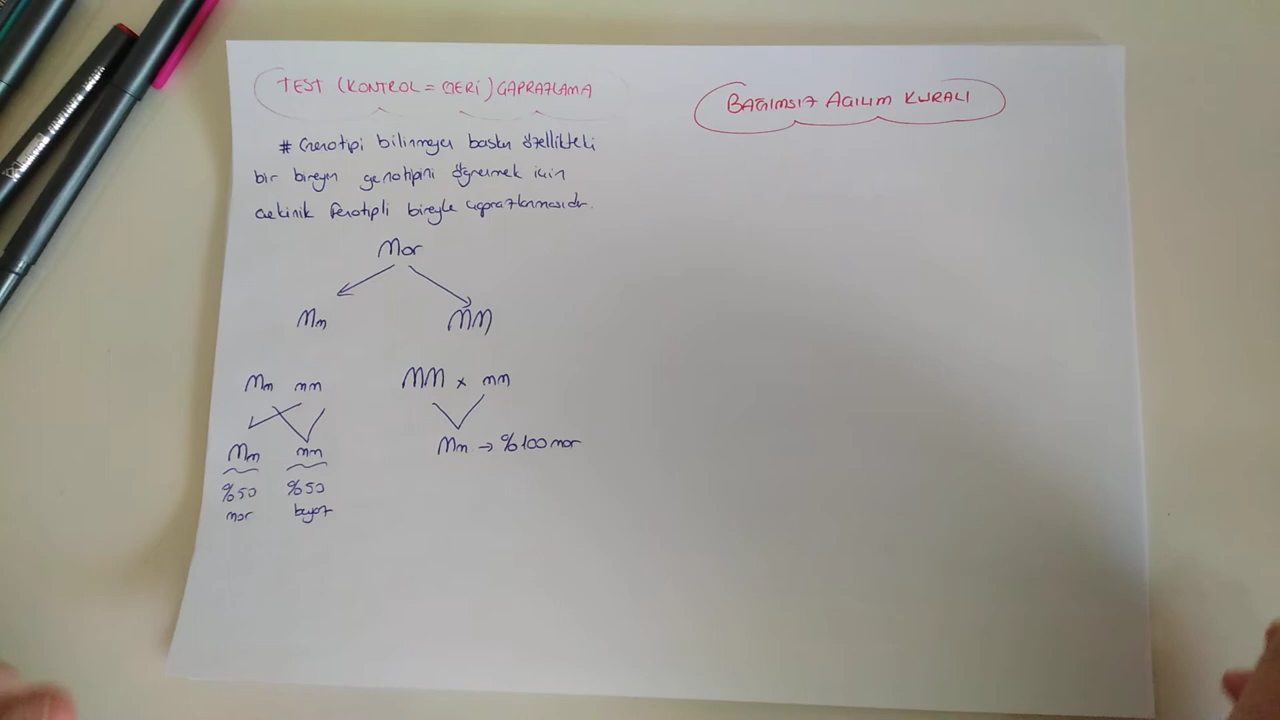 TEST (KONTROL = GERİ) ÇAPRAZLAMA
# Genotipi bilinmeyen baskın özellikteki
bir bireyin genotipini öğrenmek için
çekinik fenotipli bireyle çaprazlanmasıdır.
Mor
Mm MM
Mm mm
Mm mm
%50 %50
mor beyaz
MM x mm
Mm → %100 mor
BAĞIMSIZ AÇILIM KURALI